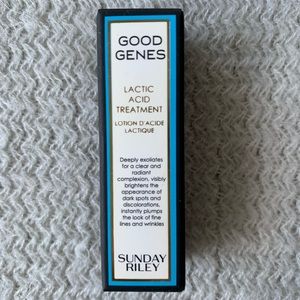 GOOD
GENES
LACTIC
ACID
TREATMENT
LOTION D'ACIDE
LACTIQUE
Deeply exoliates
for a clear and
radiant
complexion, visibly
brightens the
appearance of
dark spots and
discolorations,
instantly plumps
the look of fine
lines and wrinkles
SUNDAY
RILEY